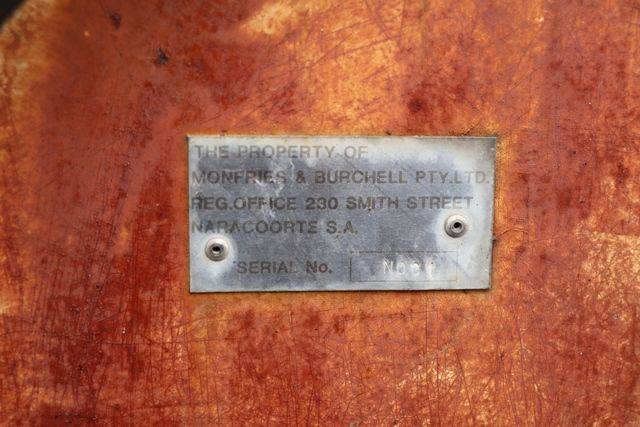 THE PROPERTY OF
MONFRIES & BURCHELL PTY.LTD.
REG.OFFICE 230 SMITH STREET
NARACOORTE S.A.
SERIAL No.